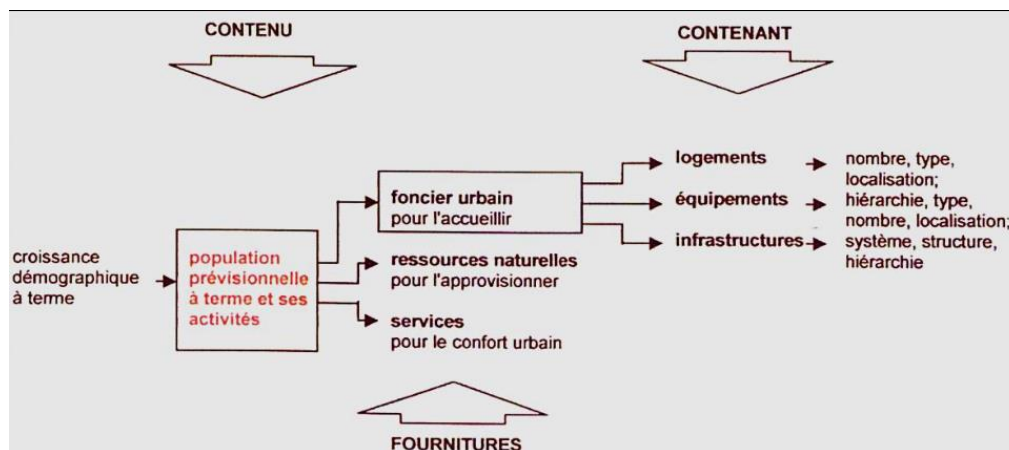 CONTENU
CONTENANT
croissance
démographique
à terme
population
prévisionnelle
à terme et ses
activités
foncier urbain
pour l'accueillir
ressources naturelles
pour l'approvisionner
services
pour le confort urbain
logements
équipements
infrastructures
nombre, type,
localisation;
hiérarchie, type,
nombre, localisation;
système, structure,
hiérarchie
FOURNITURES